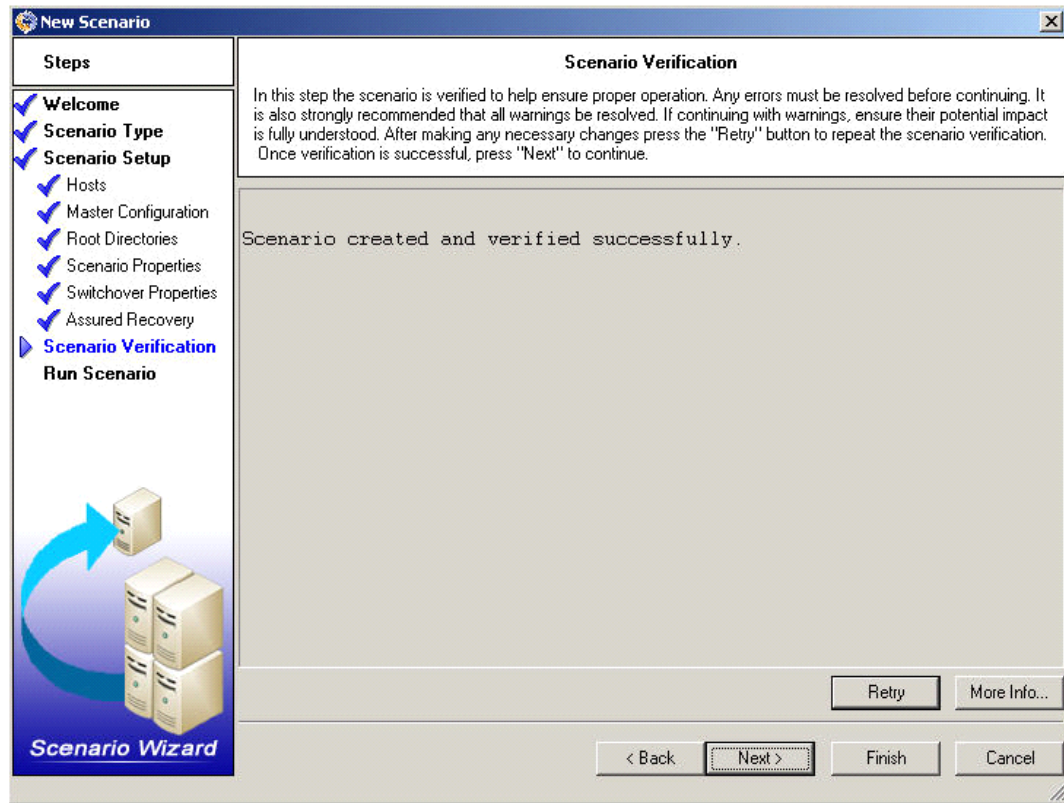 New Scenario
Steps
Welcome
Scenario Type
Scenario Setup
Hosts
Master Configuration
Root Directories
Scenario Properties
Switchover Properties
Assured Recovery
Scenario Verification
Run Scenario
Scenario Wizard
Scenario Verification
In this step the scenario is verified to help ensure proper operation. Any errors must be resolved before continuing. It
is also strongly recommended that all warnings be resolved. If continuing with warnings, ensure their potential impact
is fully understood. After making any necessary changes press the "Retry" button to repeat the scenario verification.
Once verification is successful, press "Next" to continue.
Scenario created and verified successfully.
Retry
More Info...
< Back
Next >
Finish
Cancel